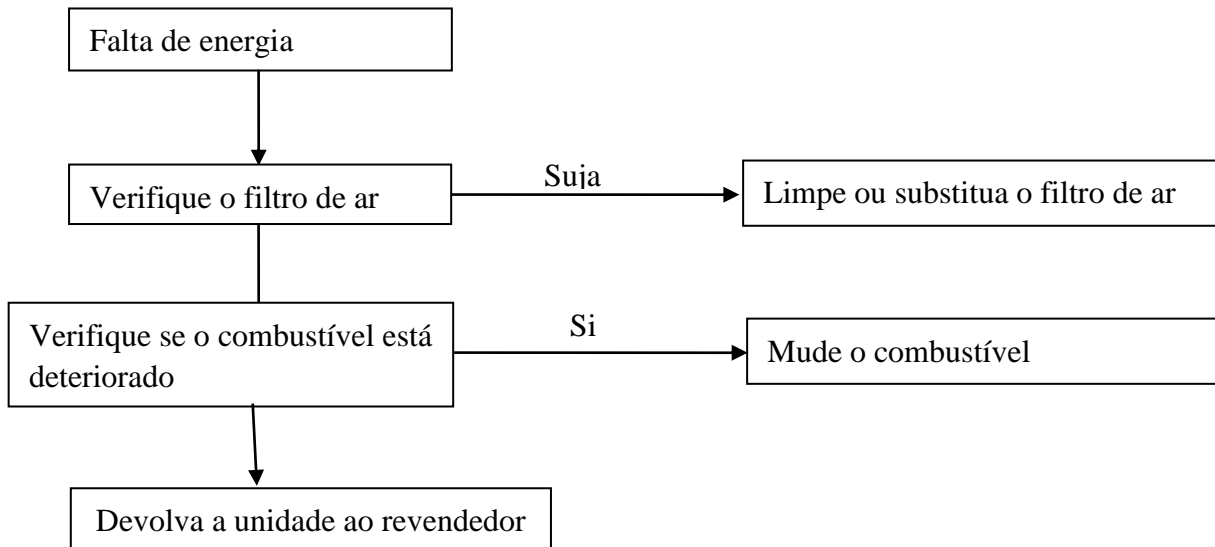 Falta de energia
Verifique o filtro de ar
Suja
Limpe ou substitua o filtro de ar
Verifique se o combustível está
deteriorado
Si
Mude o combustível
Devolva a unidade ao revendedor